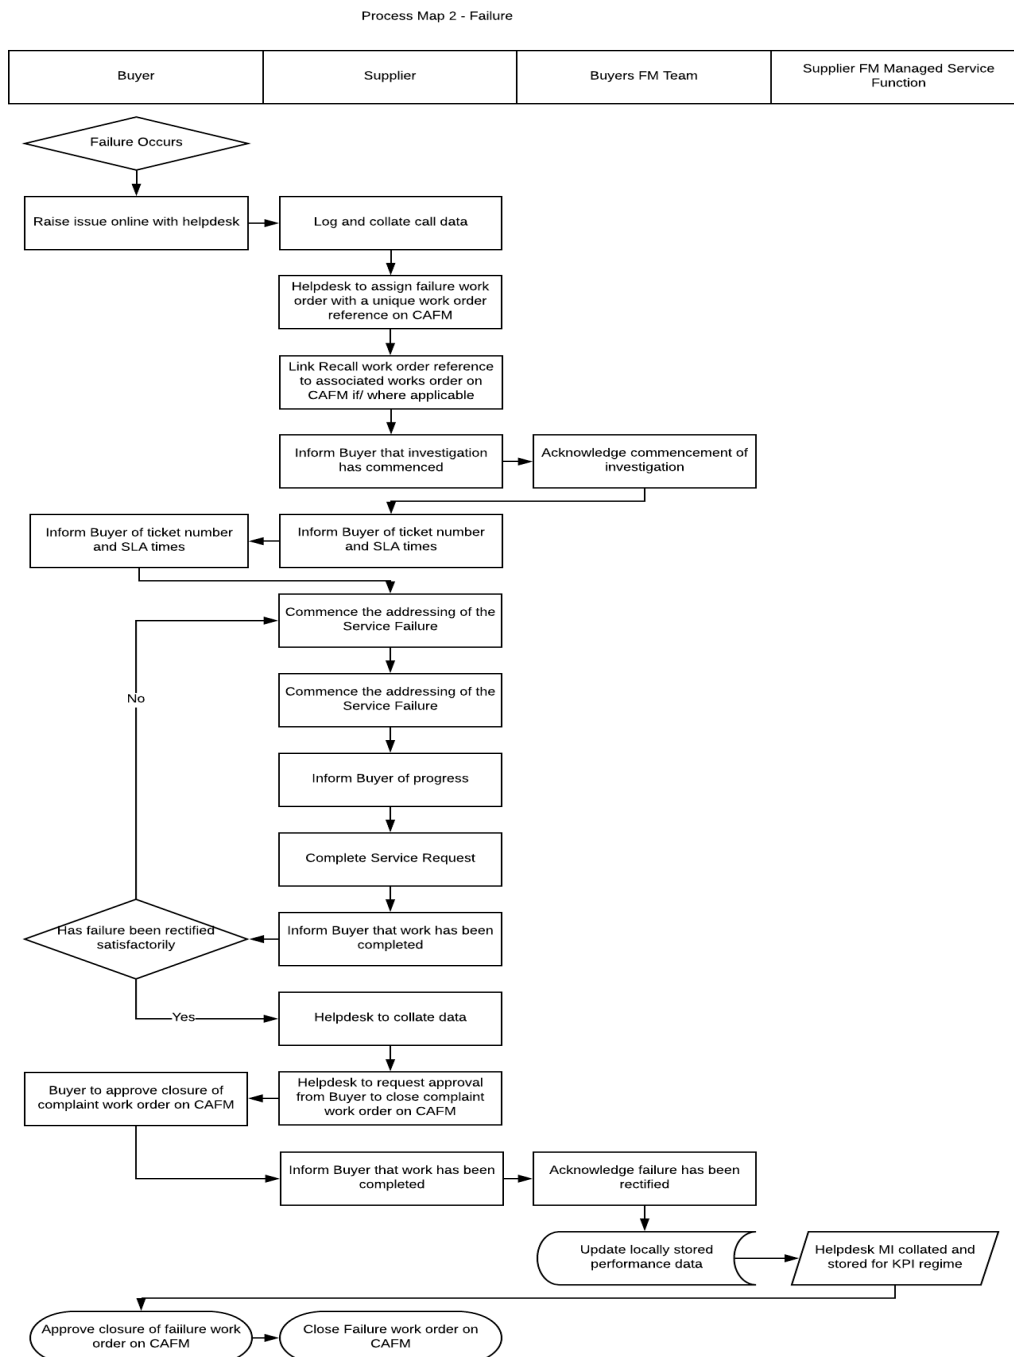 Process Map 2 - Failure
Buyer
Supplier
Buyers FM Team
Supplier FM Managed Service
Function
Failure Occurs
Raise issue online with helpdesk
Log and collate call data
Helpdesk to assign failure work
order with a unique work order
reference on CAFM
Link Recall work order reference
to associated works order on
CAFM if/ where applicable
Inform Buyer that investigation
has commenced
Acknowledge commencement of
investigation
Inform Buyer of ticket number
and SLA times
Inform Buyer of ticket number
and SLA times
Commence the addressing of the
Service Failure
No
Commence the addressing of the
Service Failure
Inform Buyer of progress
Complete Service Request
Has failure been rectified
satisfactorily
Inform Buyer that work has been
completed
Yes
Helpdesk to collate data
Buyer to approve closure of
complaint work order on CAFM
Helpdesk to request approval
from Buyer to close complaint
work order on CAFM
Inform Buyer that work has been
completed
Acknowledge failure has been
rectified
Update locally stored
performance data
Helpdesk MI collated and
stored for KPI regime
Approve closure of faiilure work
order on CAFM
Close Failure work order on
CAFM